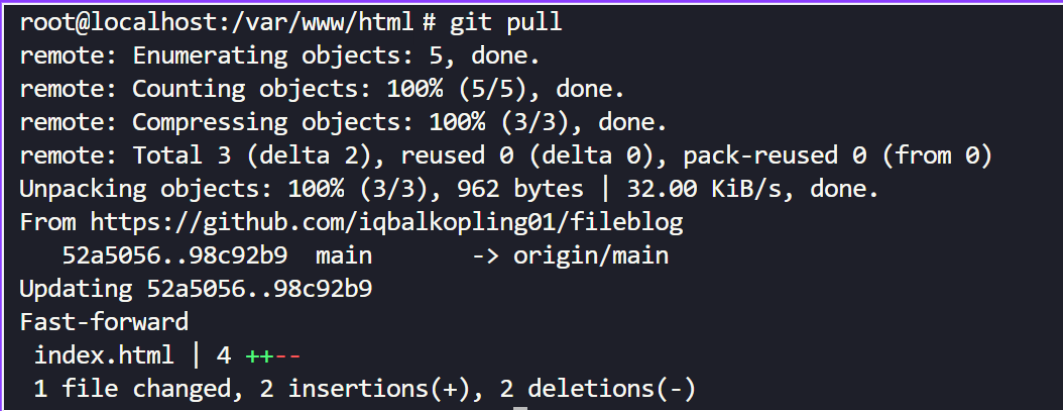 root@localhost:/var/www/html # git pull
remote: Enumerating objects: 5, done.
remote: Counting objects: 100% (5/5), done.
remote: Compressing objects: 100% (3/3), done.
remote: Total 3 (delta 2), reused 0 (delta 0), pack-reused 0 (from 0)
Unpacking objects: 100% (3/3), 962 bytes | 32.00 KiB/s, done.
From https://github.com/iqbalkopling01/fileblog
   52a5056..98c92b9  main       -> origin/main
Updating 52a5056..98c92b9
Fast-forward
 index.html | 4 ++--
 1 file changed, 2 insertions(+), 2 deletions(-)